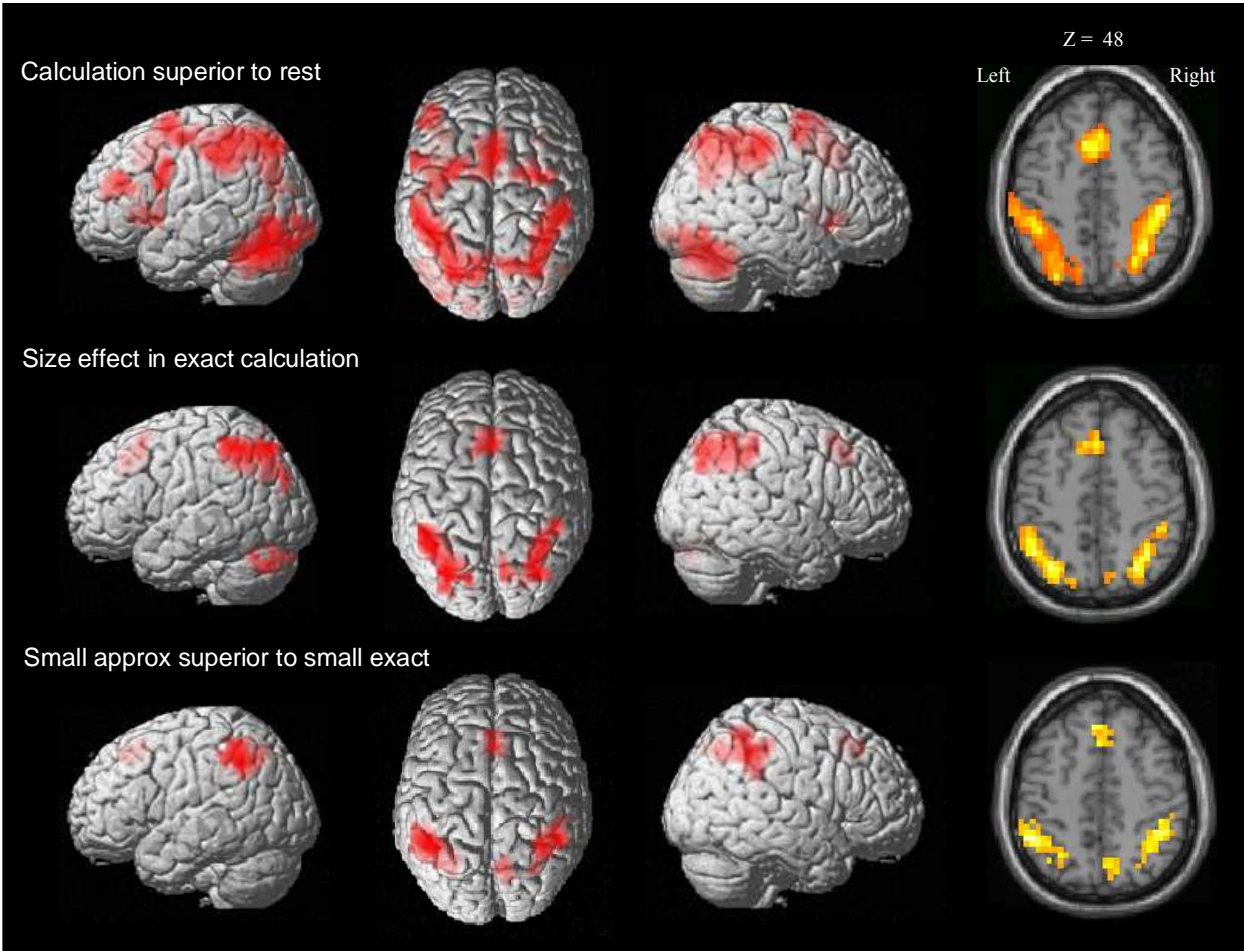 Z = 48
Calculation superior to rest
Left
Right
Size effect in exact calculation
Small approx superior to small exact